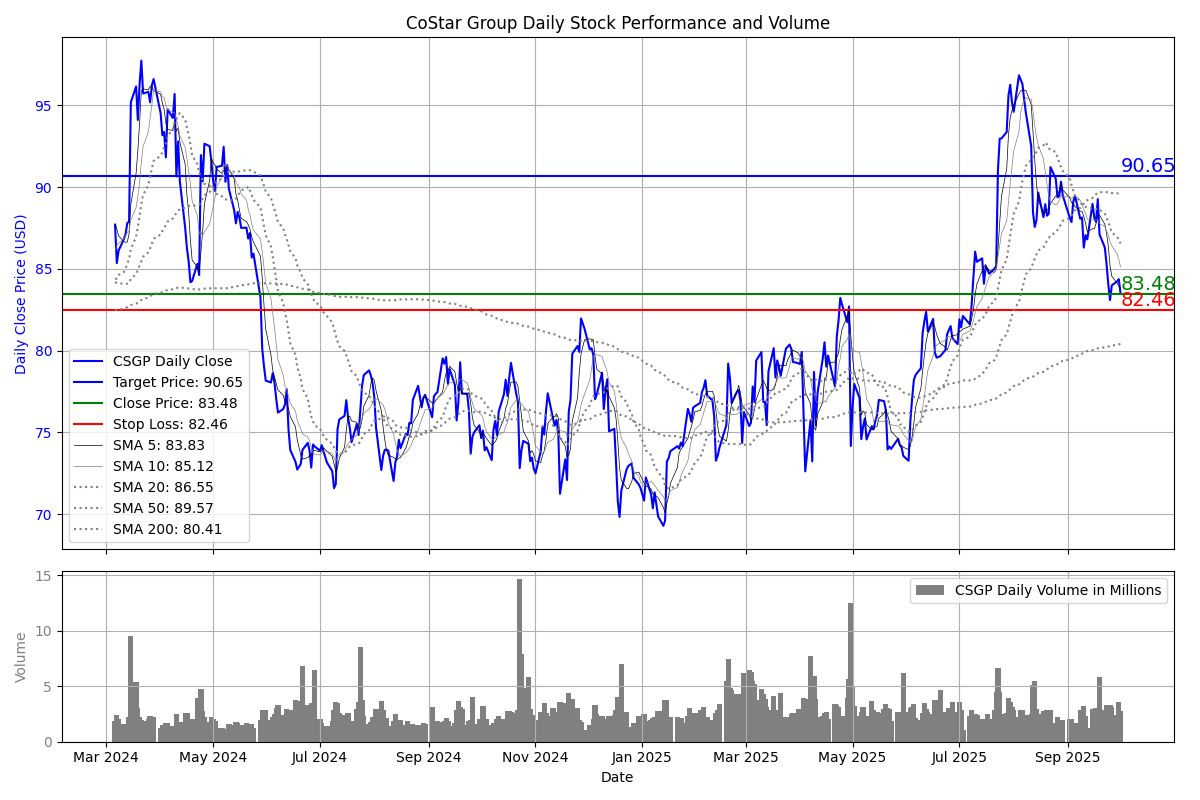 CoStar Group Daily Stock Performance and Volume
Daily Close Price (USD)
95
90
85
80
75
70
90.65
83.48
82.46
CSGP Daily Close
Target Price: 90.65
Close Price: 83.48
Stop Loss: 82.46
SMA 5: 83.83
SMA 10: 85.12
SMA 20: 86.55
SMA 50: 89.57
SMA 200: 80.41
Volume
15
10
5
0
CSGP Daily Volume in Millions
Mar 2024 May 2024 Jul 2024 Sep 2024 Nov 2024 Jan 2025 Mar 2025 May 2025 Jul 2025 Sep 2025
Date